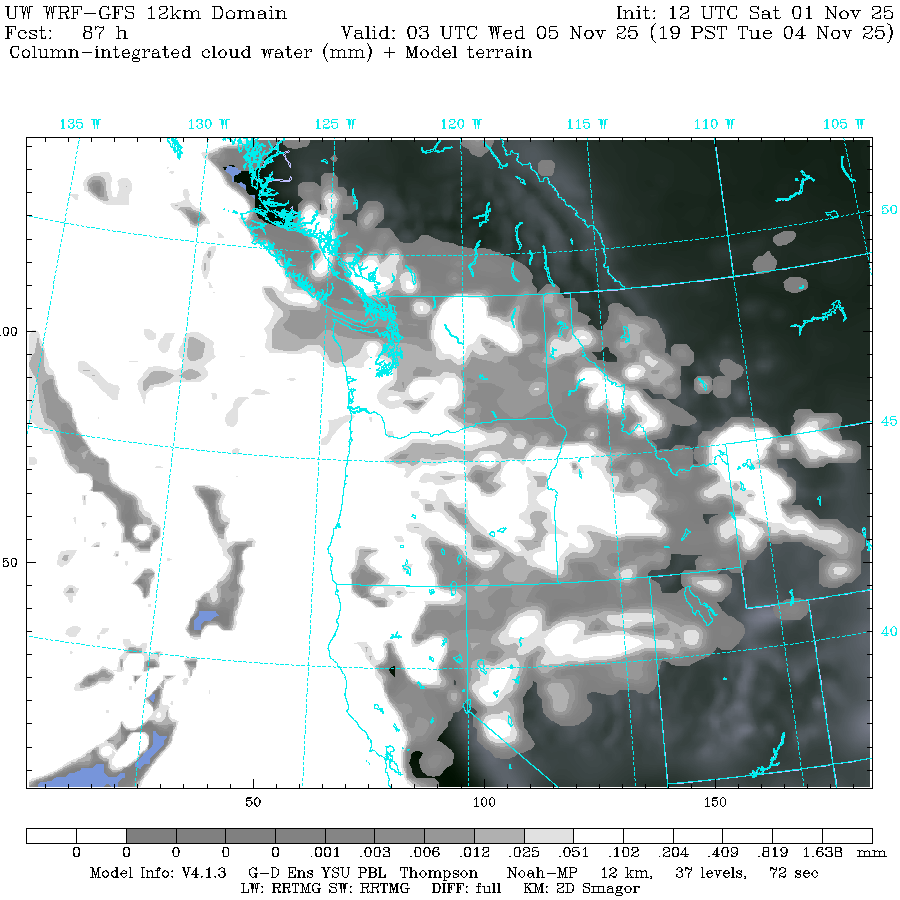 UW WRF-GFS 12km Domain Init: 12 UTC Sat 01 Nov 25
Fcst: 87 h Valid: 03 UTC Wed 05 Nov 25 (19 PST Tue 04 Nov 25)
Column-integrated cloud water (mm) + Model terrain
135 W 130 W 125 W 120 W 115 W 110 W 105 W
50
00
45
50
40
50 100 150
0 0 0 0 .001 .003 .006 .012 .025 .051 .102 .204 .409 .819 1.638 mm
Model Info: V4.1.3 G-D Ens YSU PBL Thompson Noah-MP 12 km, 37 levels, 72 sec
LW: RRTMG SW: RRTMG DIFF: full KM: 2D Smagor